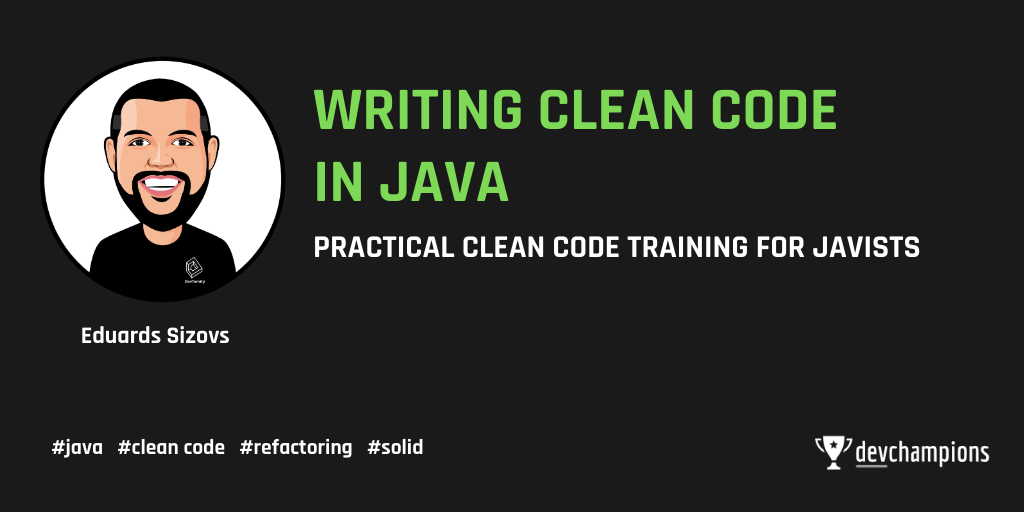 WRITING CLEAN CODE
IN JAVA
PRACTICAL CLEAN CODE TRAINING FOR JAVISTS
Eduards Sizovs
#java #clean code #refactoring #solid
devchampions